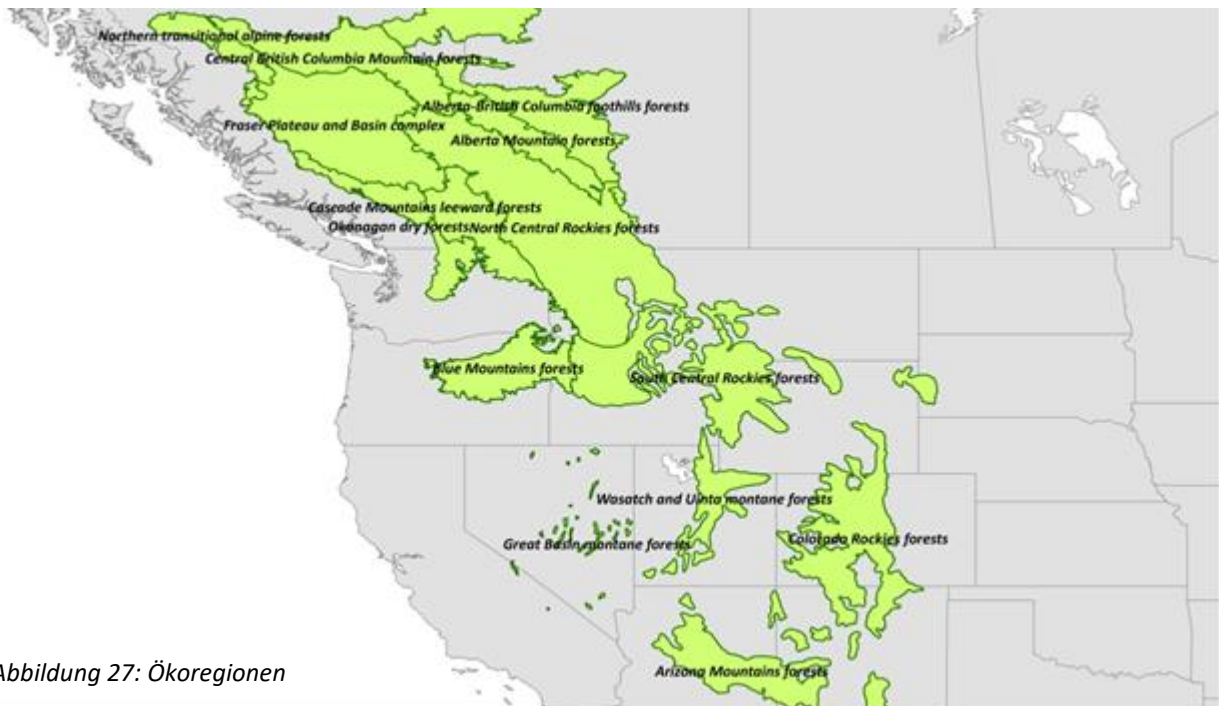 Northern transitional alpine forests
Central British Columbia Mountain forests
Alberta-British Columbia foothills forests
Fraser Plateau and Basin complex
Alberta Mountain forests
Cascade Mountains leeward forests
Okanagan dry forests
North Central Rockies forests
Blue Mountains forests
South Central Rockies forests
Wasatch and Uinta montane forests
Great Basin montane forests
Colorado Rockies forests
Arizona Mountains forests
Abbildung 27: Ökoregionen